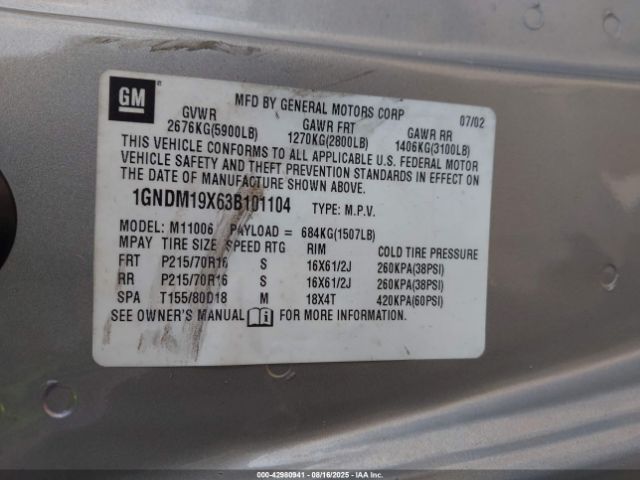 GM
MFD BY GENERAL MOTORS CORP 07/02
GVWR GAWR FRT GAWR RR
2676KG(5900LB) 1270KG(2800LB) 1406KG(3100LB)
THIS VEHICLE CONFORMS TO ALL APPLICABLE U.S. FEDERAL MOTOR
VEHICLE SAFETY AND THEFT PREVENTION STANDARDS IN EFFECT ON
THE DATE OF MANUFACTURE SHOWN ABOVE.
1GNDM19X63B101104 TYPE: M.P.V.
MODEL: M11006 PAYLOAD = 684KG(1507LB)
MPAY TIRE SIZE SPEED RTG RIM COLD TIRE PRESSURE
FRT P215/70R16 S 16X61/2J 260KPA(38PSI)
RR P215/70R16 S 16X61/2J 260KPA(38PSI)
SPA T155/80D18 M 18X4T 420KPA(60PSI)
SEE OWNER'S MANUAL i FOR MORE INFORMATION.
000-42980941 - 08/16/2025 - IAA, Inc.